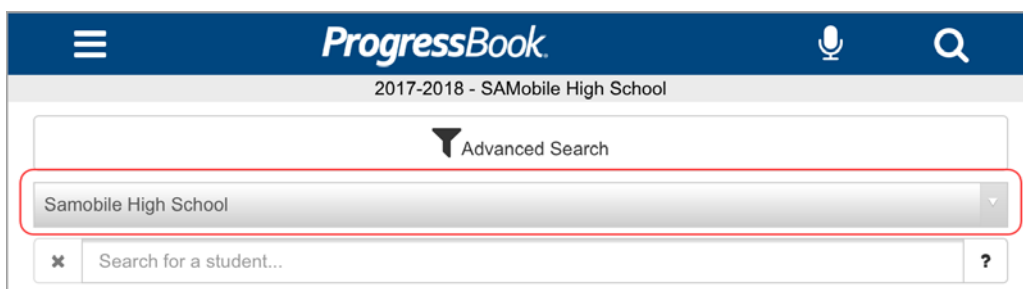 ProgressBook.
2017-2018 - SAMobile High School
Advanced Search
Samobile High School
Search for a student... ?